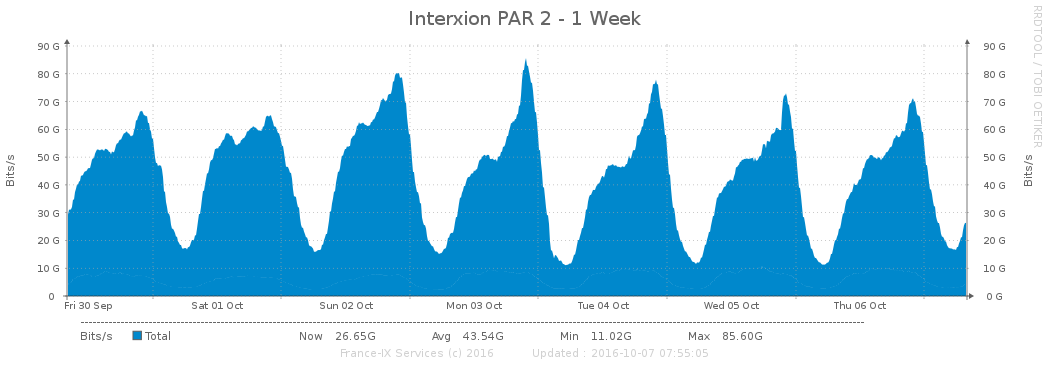 Interxion PAR 2 - 1 Week
RRDTOOL / TOBI OETIKER
Bits/s
Bits/s
90 G 90 G
80 G 80 G
70 G 70 G
60 G 60 G
50 G 50 G
40 G 40 G
30 G 30 G
20 G 20 G
10 G 10 G
0 0 G
Fri 30 Sep Sat 01 Oct Sun 02 Oct Mon 03 Oct Tue 04 Oct Wed 05 Oct Thu 06 Oct
Bits/s Total Now 26.65G Avg 43.54G Min 11.02G Max 85.60G
France-IX Services (c) 2016 Updated : 2016-10-07 07:55:05